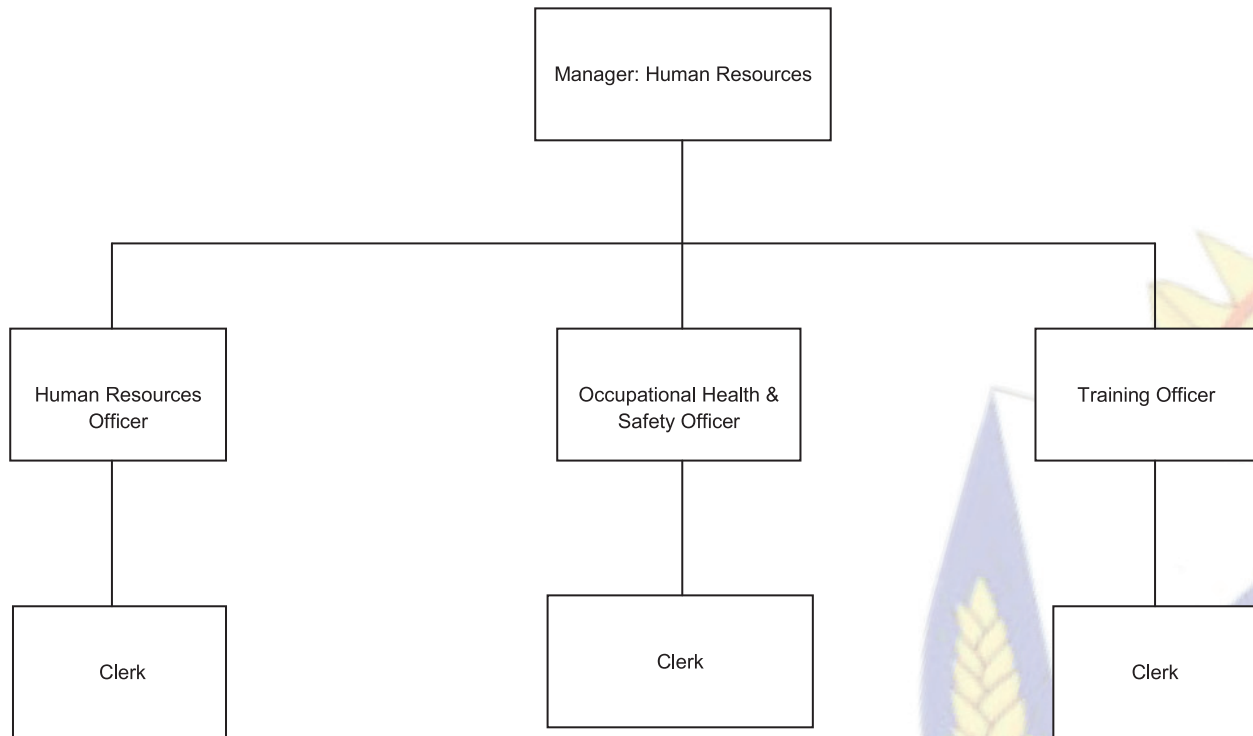 Manager: Human Resources
Human Resources
Officer
Occupational Health &
Safety Officer
Training Officer
Clerk
Clerk
Clerk